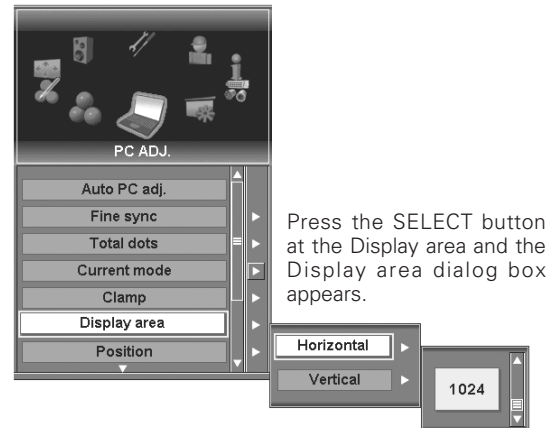 PC ADJ.
Auto PC adj.
Fine sync
Total dots
Current mode
Clamp
Display area
Position
Press the SELECT button
at the Display area and the
Display area dialog box
appears.
Horizontal
Vertical
1024